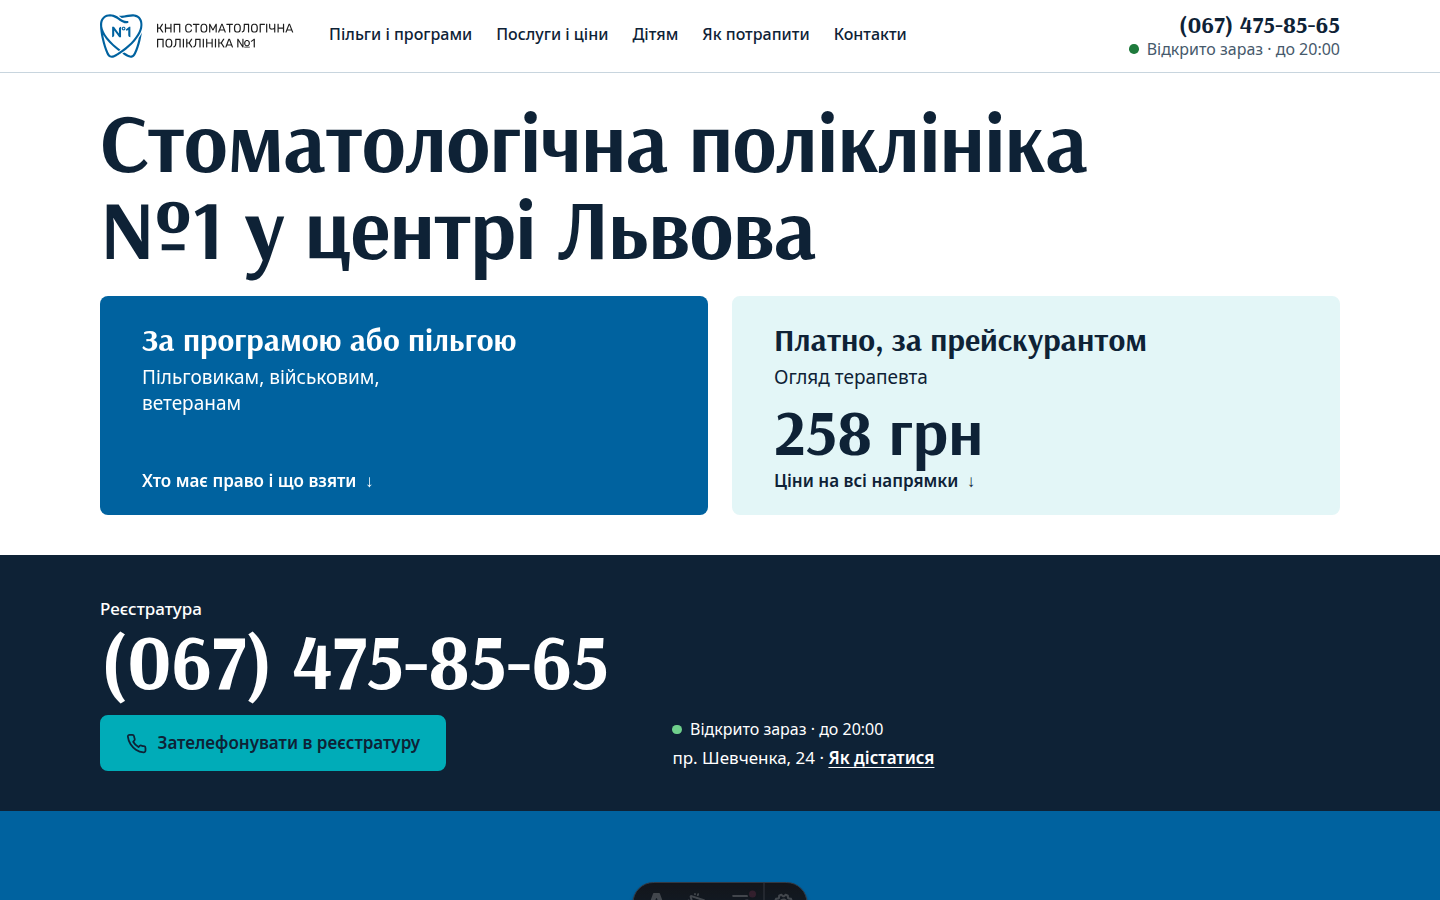 №1
КНП СТОМАТОЛОГІЧНА
ПОЛІКЛІНІКА №1
Пільги і програми
Послуги і ціни
Дітям
Як потрапити
Контакти
(067) 475-85-65
Відкрито зараз · до 20:00
Стоматологічна поліклініка
№1 у центрі Львова
За програмою або пільгою
Пільговикам, військовим,
ветеранам
Хто має право і що взяти ↓
Платно, за прейскурантом
Огляд терапевта
258 грн
Ціни на всі напрямки ↓
Реєстратура
(067) 475-85-65
Зателефонувати в реєстратуру
Відкрито зараз · до 20:00
пр. Шевченка, 24 · Як дістатися